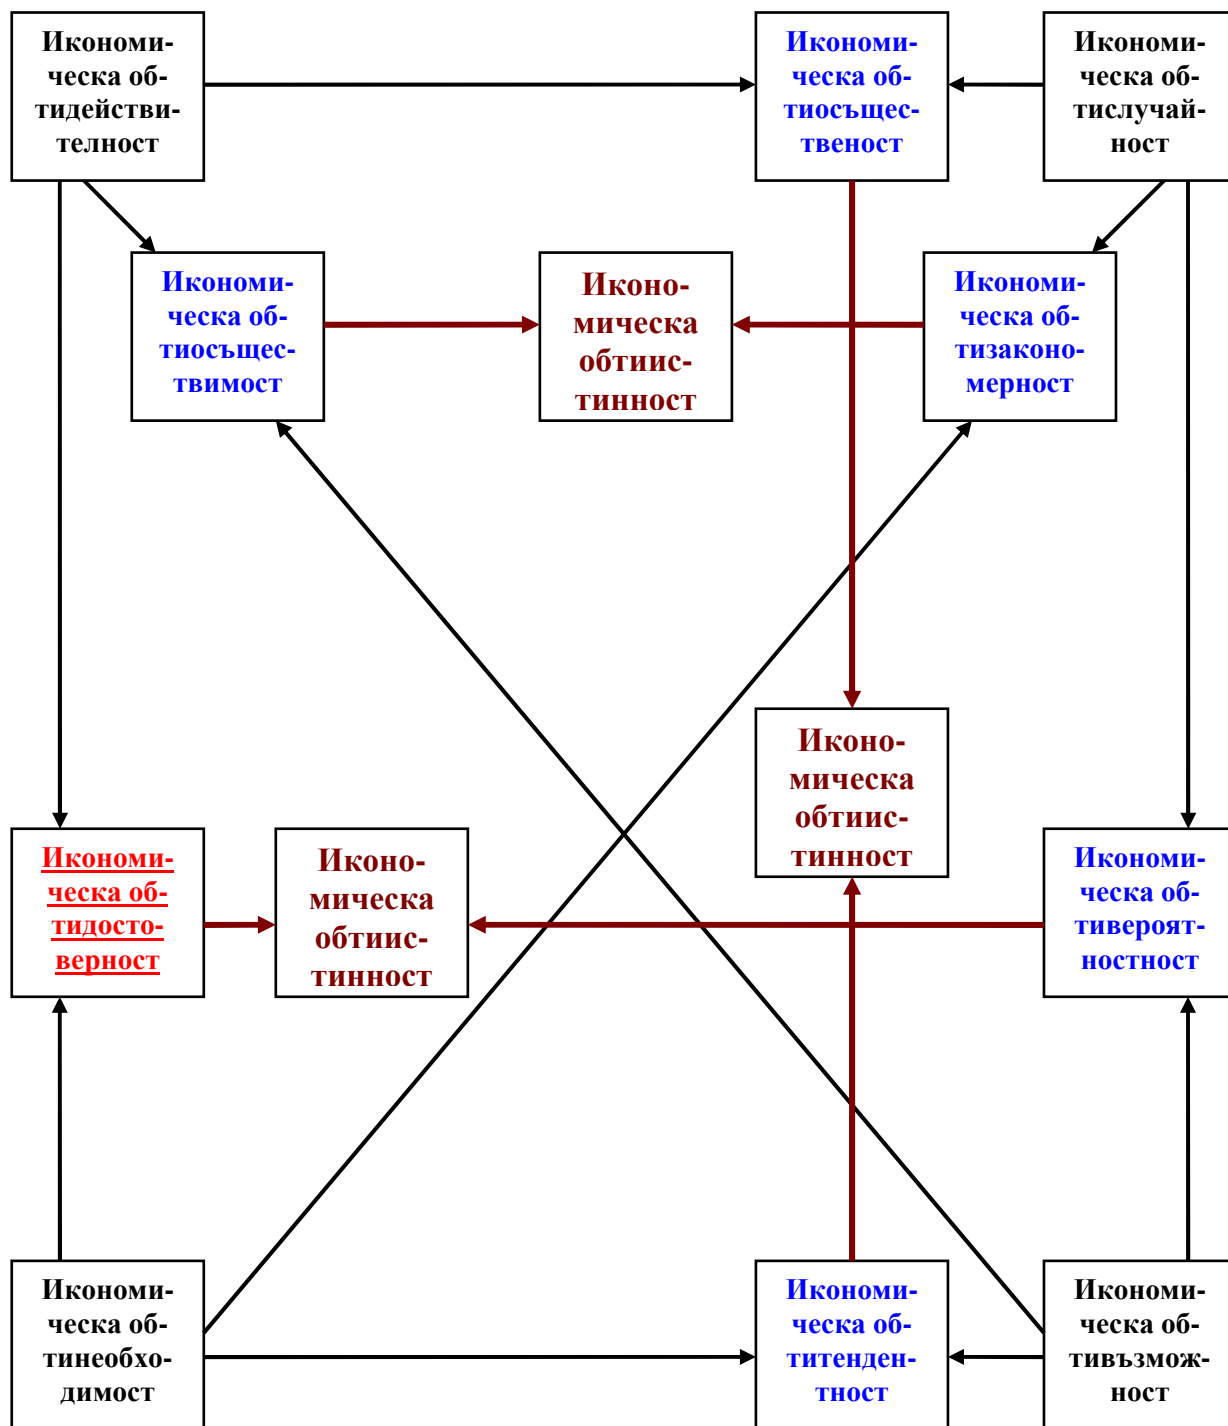 Икономи-
ческа об-
тидействи-
телност
Икономи-
ческа об-
тиосъщес-
твеност
Икономи-
ческа об-
тислучай-
ност
Икономи-
ческа об-
тиосъщес-
твимост
Иконо-
мическа
обтиис-
тинност
Икономи-
ческа об-
тизаконо-
мерност
Иконо-
мическа
обтиис-
тинност
Икономи-
ческа об-
тидосто-
верност
Иконо-
мическа
обтиис-
тинност
Икономи-
ческа об-
тивероят-
ностност
Икономи-
ческа об-
тинеобхо-
димост
Икономи-
ческа об-
титенден-
тност
Икономи-
ческа об-
тивъзмож-
ност